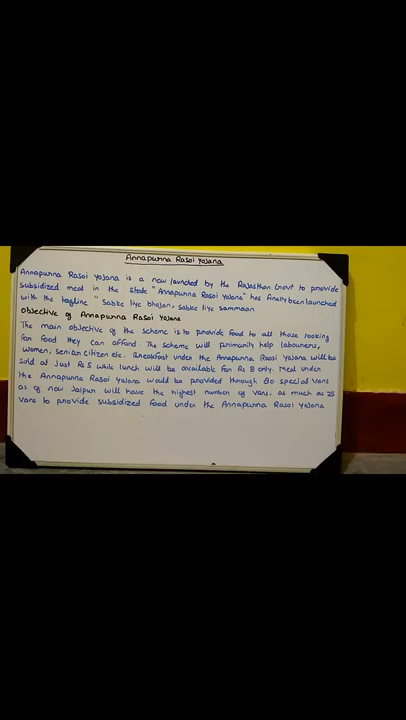 Annapurna Rasoi Yojana
Annapurna Rasoi Yojana is a new launched by the Rajasthan Govt to provide
subsidized meal in the state "Annapurna Rasoi Yojana" has finally been launched
with the tagline "Sabke liye bhojan, sabke liye sammaan
Objective of Annapurna Rasoi Yojana
The main objective of the scheme is to provide food to all those looking
for food they can afford The scheme will primarily help labourers,
women, senior citizen etc. Breakfast under the Annapurna Rasoi Yojana will be
sold at just Rs 5 while lunch will be available for Rs 8 only. Meal under
the Annapurna Rasoi Yojana would be provided through 80 special vans
as of now Jaipur will have the highest number of vans, as much as 25
vans to provide subsidized food under the Annapurna Rasoi Yojana